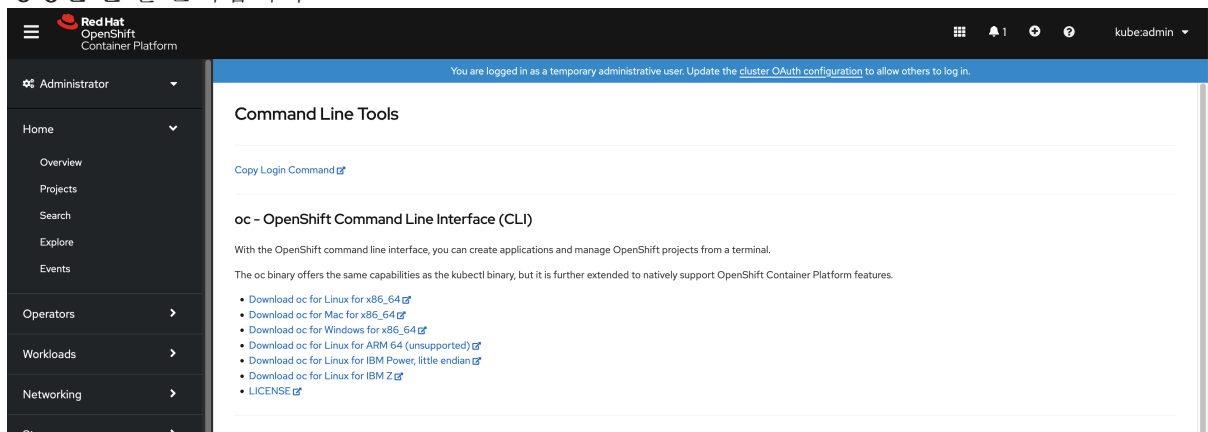 Red Hat
OpenShift
Container Platform
1
kube:admin
You are logged in as a temporary administrative user. Update the cluster OAuth configuration to allow others to log in.
Administrator
Home
Overview
Projects
Search
Explore
Events
Operators
Workloads
Networking
Command Line Tools
Copy Login Command
oc - OpenShift Command Line Interface (CLI)
With the OpenShift command line interface, you can create applications and manage OpenShift projects from a terminal.
The oc binary offers the same capabilities as the kubectl binary, but it is further extended to natively support OpenShift Container Platform features.
• Download oc for Linux for x86_64
• Download oc for Mac for x86_64
• Download oc for Windows for x86_64
• Download oc for Linux for ARM 64 (unsupported)
• Download oc for Linux for IBM Power, little endian
• Download oc for Linux for IBM Z
• LICENSE